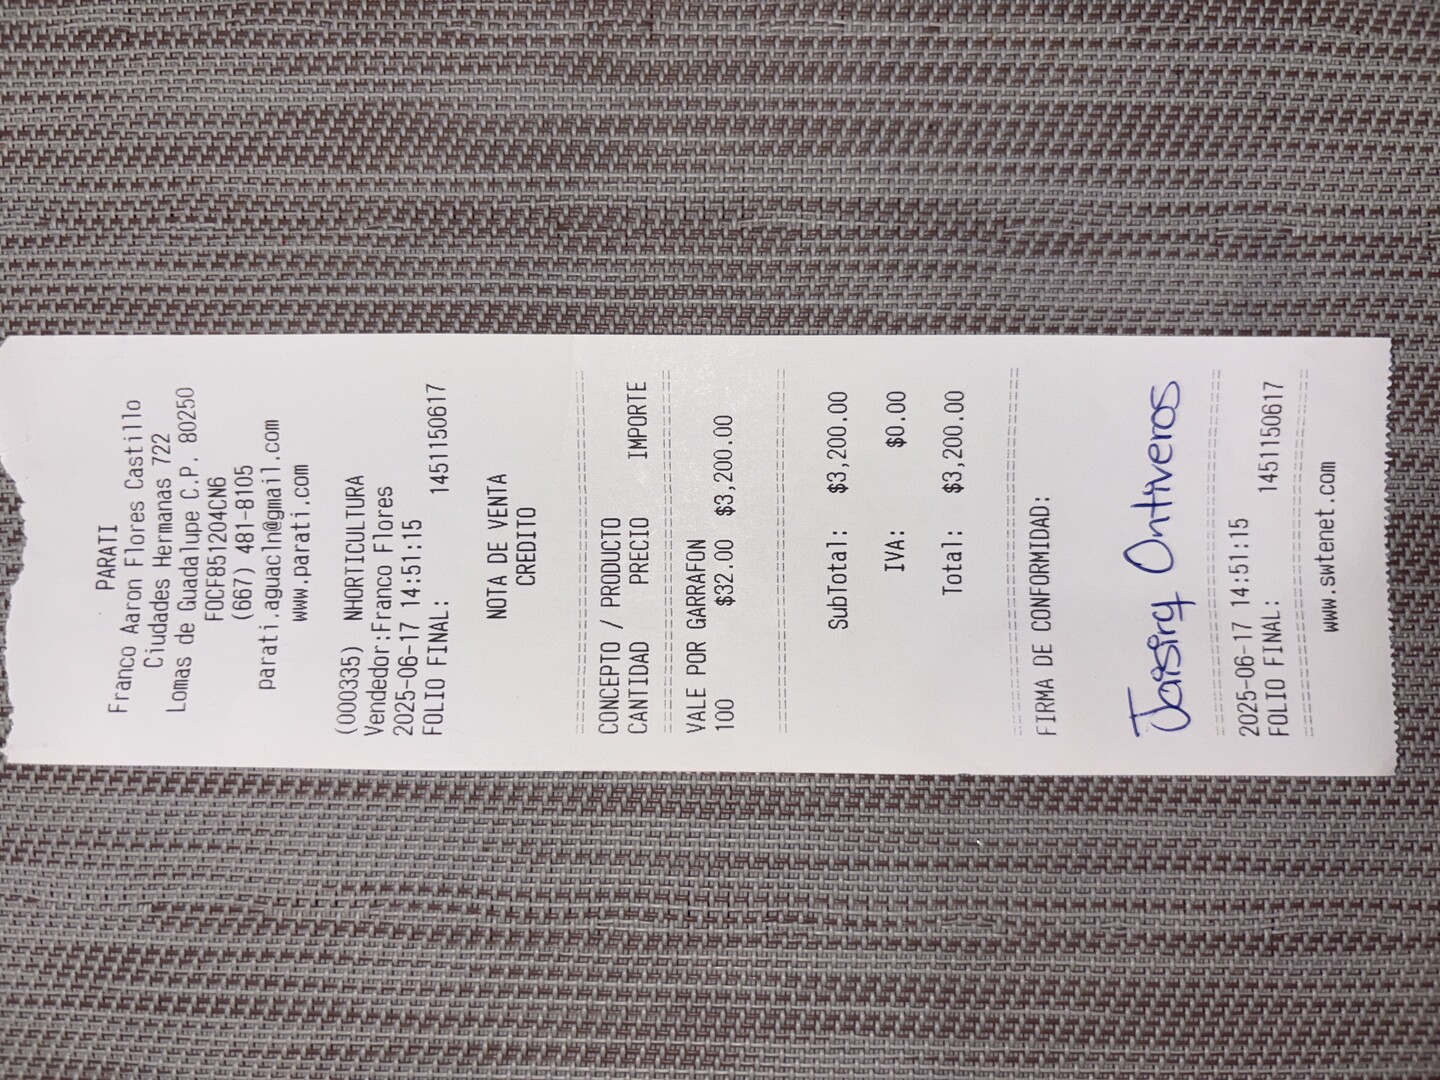 PARATI
Franco Aaron Flores Castillo
Ciudades Hermanas 722
Lomas de Guadalupe C.P. 80250
FOCF851204CN6
(667) 481-8105
parati.aguacln@gmail.com
www.parati.com
(000335) NHORTICULTURA
Vendedor:Franco Flores
2025-06-17 14:51:15
FOLIO FINAL: 1451150617
NOTA DE VENTA
CREDITO
CONCEPTO / PRODUCTO
CANTIDAD PRECIO IMPORTE
VALE POR GARRAFON
100 $32.00 $3,200.00
SubTotal: $3,200.00
IVA: $0.00
Total: $3,200.00
FIRMA DE CONFORMIDAD:
Jaisiry Ontiveros
2025-06-17 14:51:15
FOLIO FINAL: 1451150617
www.swtenet.com